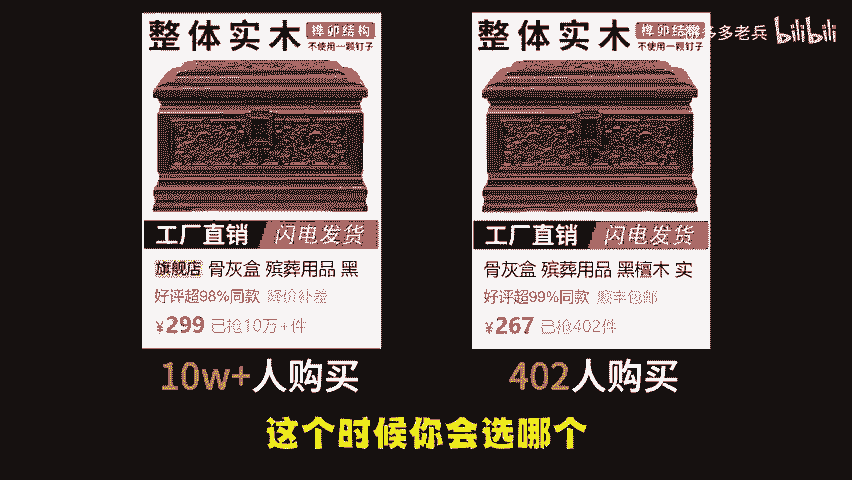 整体实木 榫卯结构
不使用一颗钉子
工厂直销 闪电发货
旗舰店 骨灰盒 殡葬用品 黑
好评超98%同款 降价补差
¥299 已抢10万+件
10w+人购买
整体实木 榫卯结构
不使用一颗钉子
多多老兵 bilibili
工厂直销 闪电发货
骨灰盒 殡葬用品 黑檀木 实
好评超99%同款 顺丰包邮
¥267 已抢402件
402人购买
这个时候你会选哪个